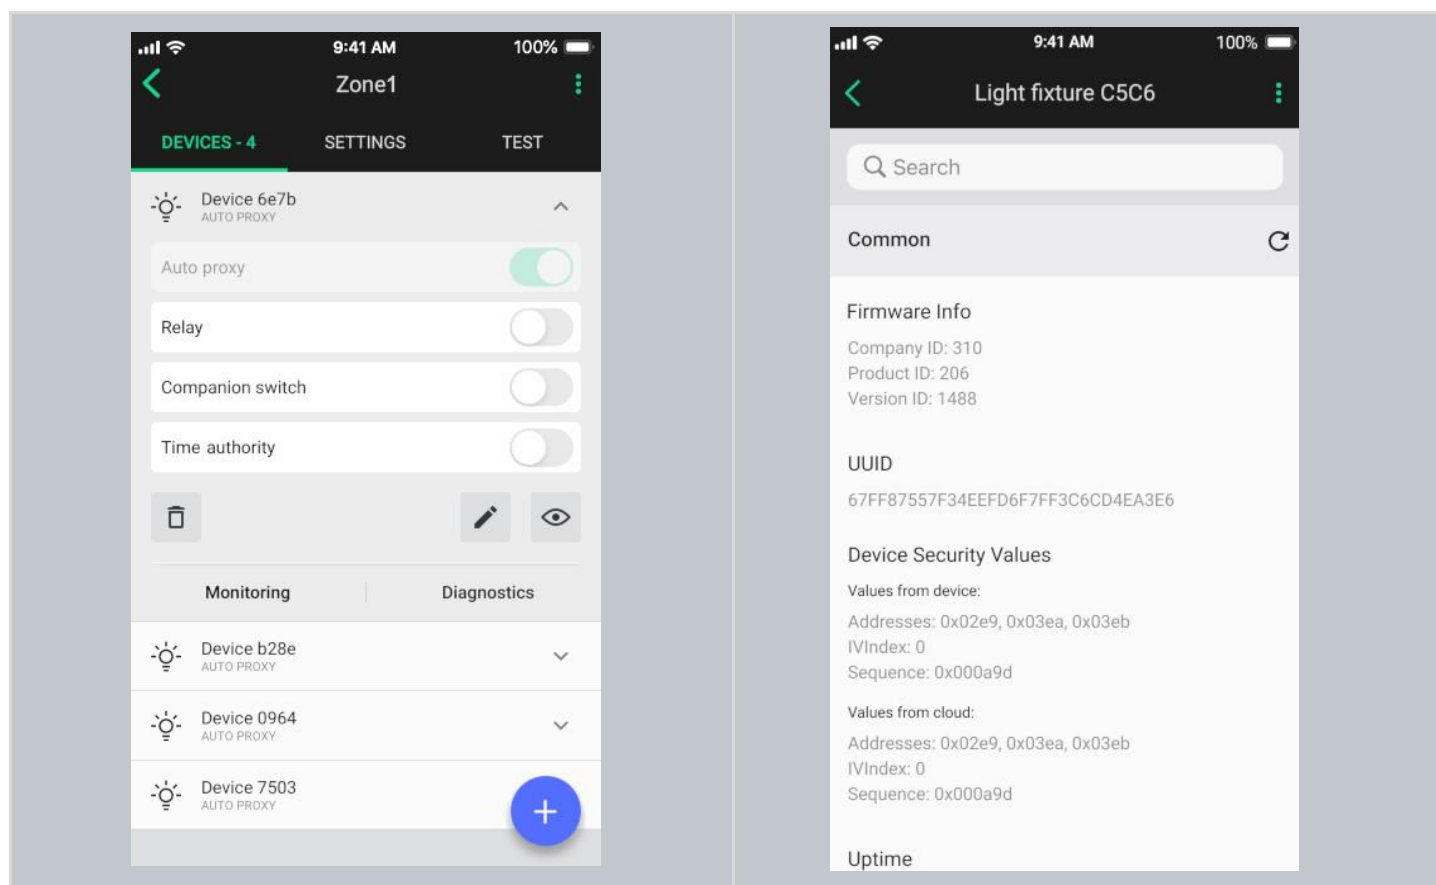 9:41 AM
100%
Zone1
DEVICES - 4
SETTINGS
TEST
Device 6e7b
AUTO PROXY
Auto proxy
Relay
Companion switch
Time authority
Monitoring
Diagnostics
Device b28e
AUTO PROXY
Device 0964
AUTO PROXY
Device 7503
AUTO PROXY
9:41 AM
100%
Light fixture C5C6
Search
Common
Firmware Info
Company ID: 310
Product ID: 206
Version ID: 1488
UUID
67FF87557F34EEFD6F7FF3C6CD4EA3E6
Device Security Values
Values from device:
Addresses: 0x02e9, 0x03ea, 0x03eb
IVIndex: 0
Sequence: 0x000a9d
Values from cloud:
Addresses: 0x02e9, 0x03ea, 0x03eb
IVIndex: 0
Sequence: 0x000a9d
Uptime